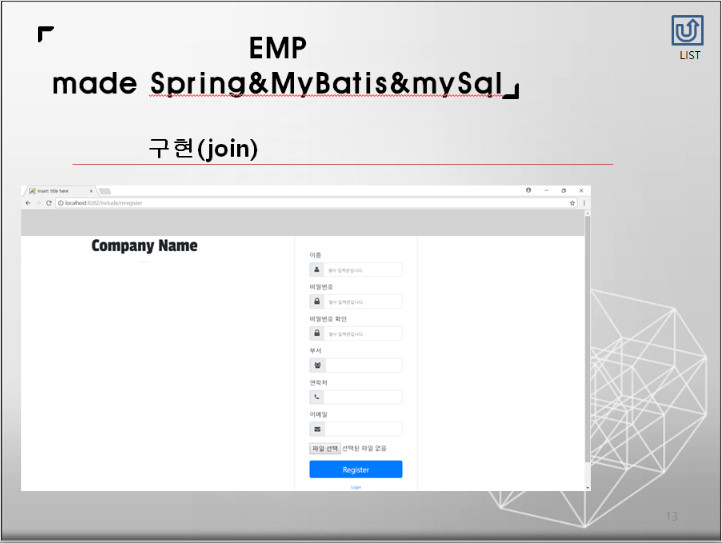 EMP
made Spring&MyBatis&mySql
LIST
구현(join)
Insert title here
localhost:8282/include/mregister
Company Name
이름
필수 입력란입니다.
비밀번호
필수 입력란입니다.
비밀번호 확인
필수 입력란입니다.
부서
연락처
이메일
파일 선택 선택된 파일 없음
Register
Login
13